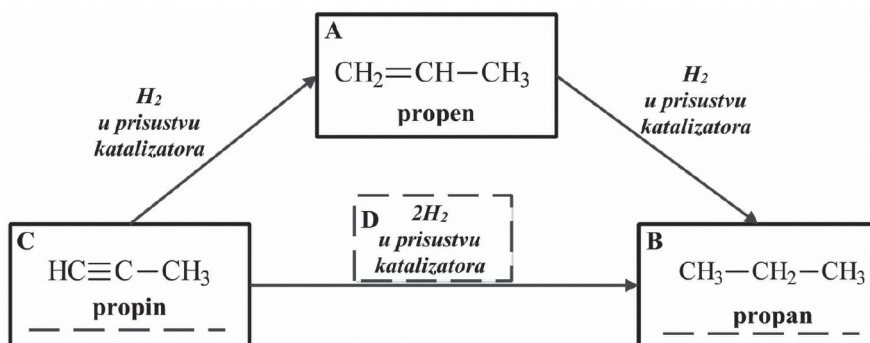 A
CH₂=CH−CH₃
propen
H₂
u prisustvu
katalizatora
H₂
u prisustvu
katalizatora
D
2H₂
u prisustvu
katalizatora
C
HC≡C−CH₃
propin
B
CH₃−CH₂−CH₃
propan